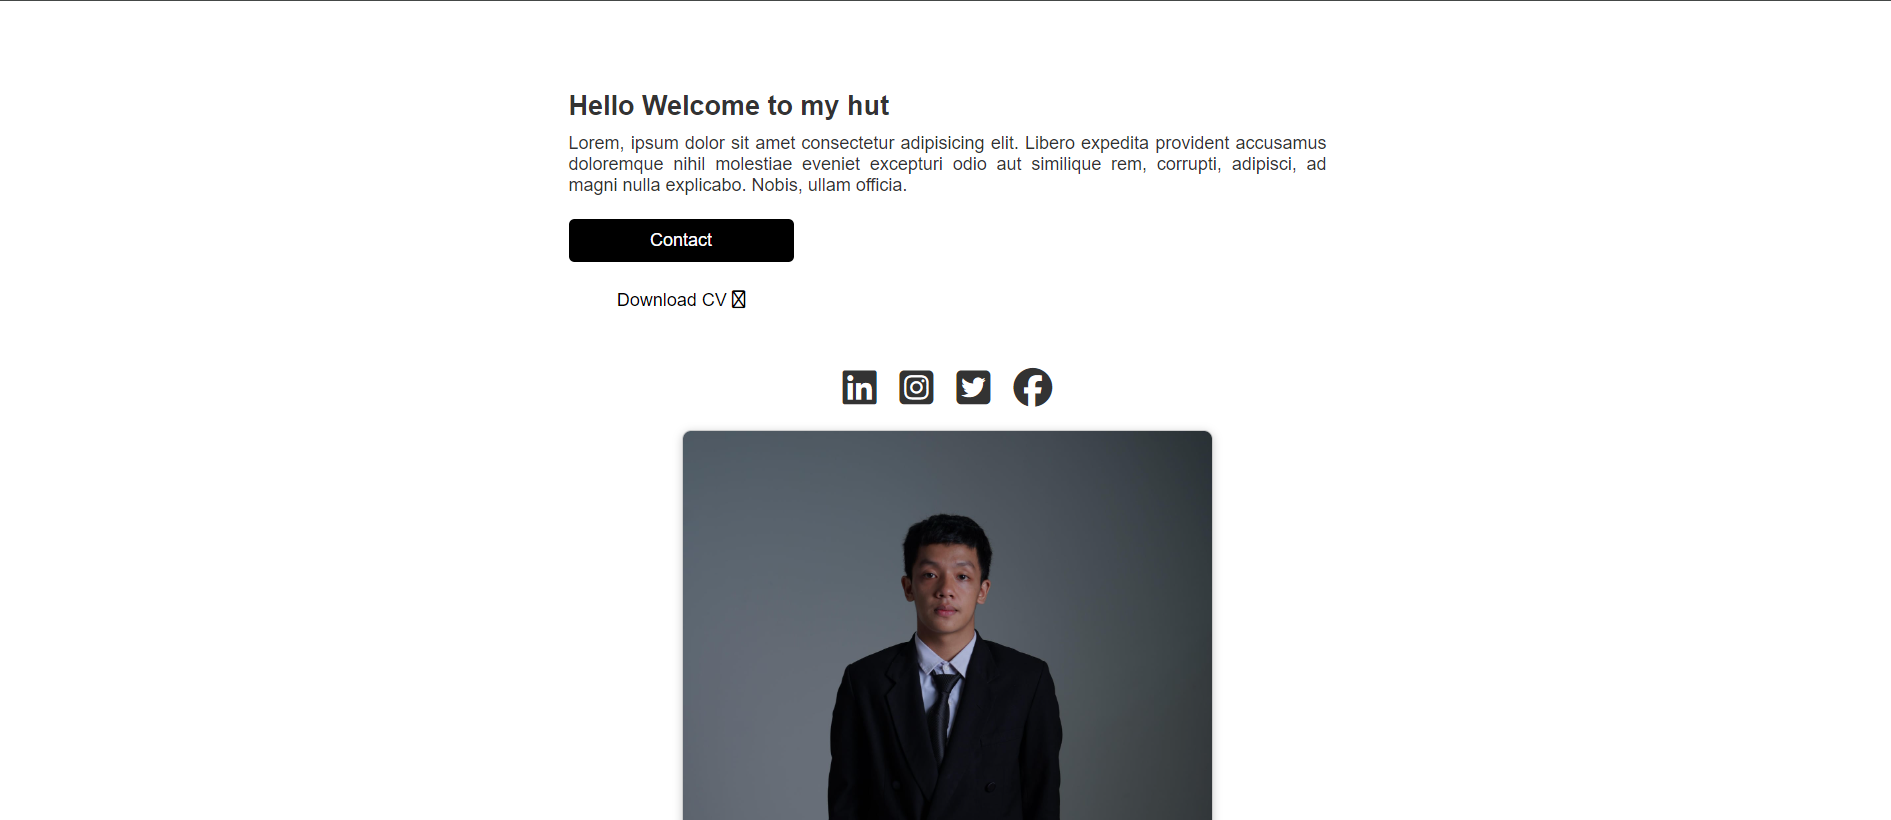 Hello Welcome to my hut
Lorem, ipsum dolor sit amet consectetur adipisicing elit. Libero expedita provident accusamus
doloremque nihil molestiae eveniet excepturi odio aut similique rem, corrupti, adipisci, ad
magni nulla explicabo. Nobis, ullam officia.
Contact
Download CV